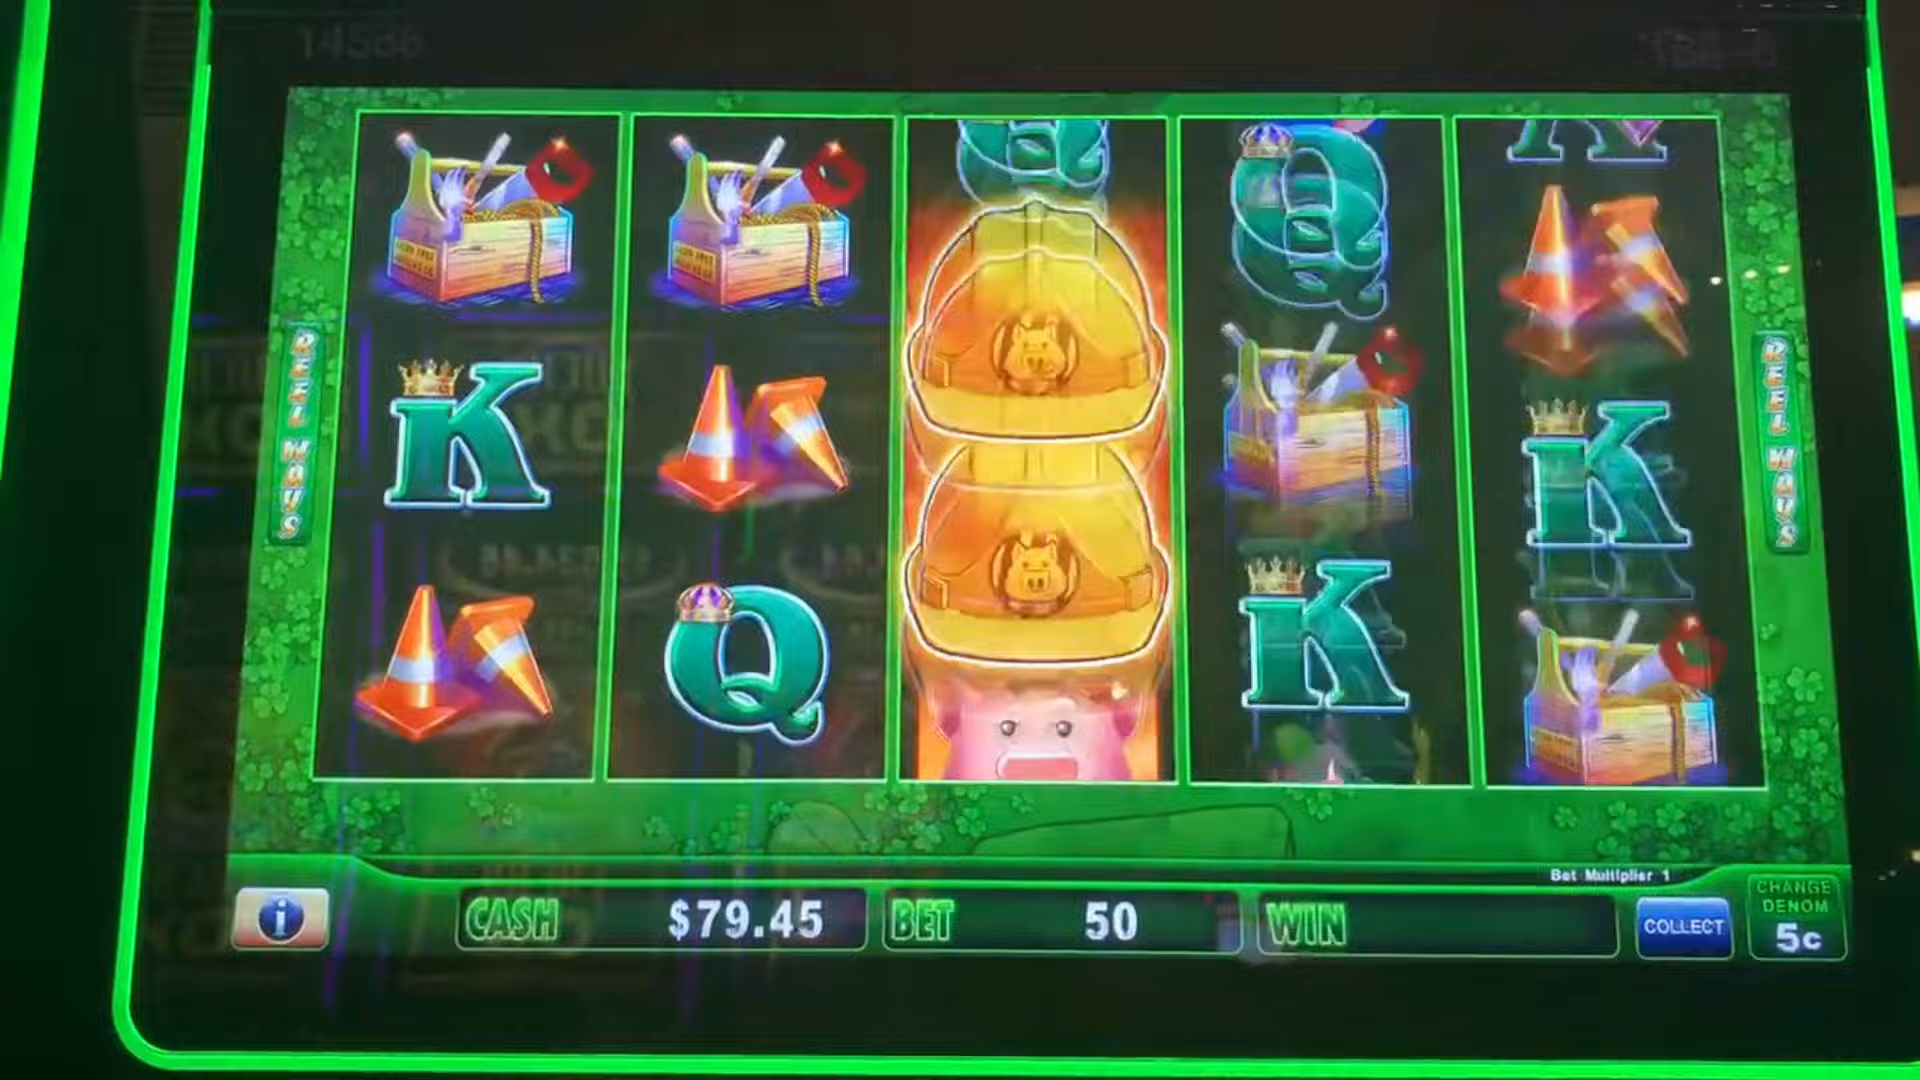 REEL WAYS
REEL WAYS
K
K
K
Q
Q
Bet Multiplier 1
CASH $79.45
BET 50
WIN
COLLECT
CHANGE
DENOM
5c